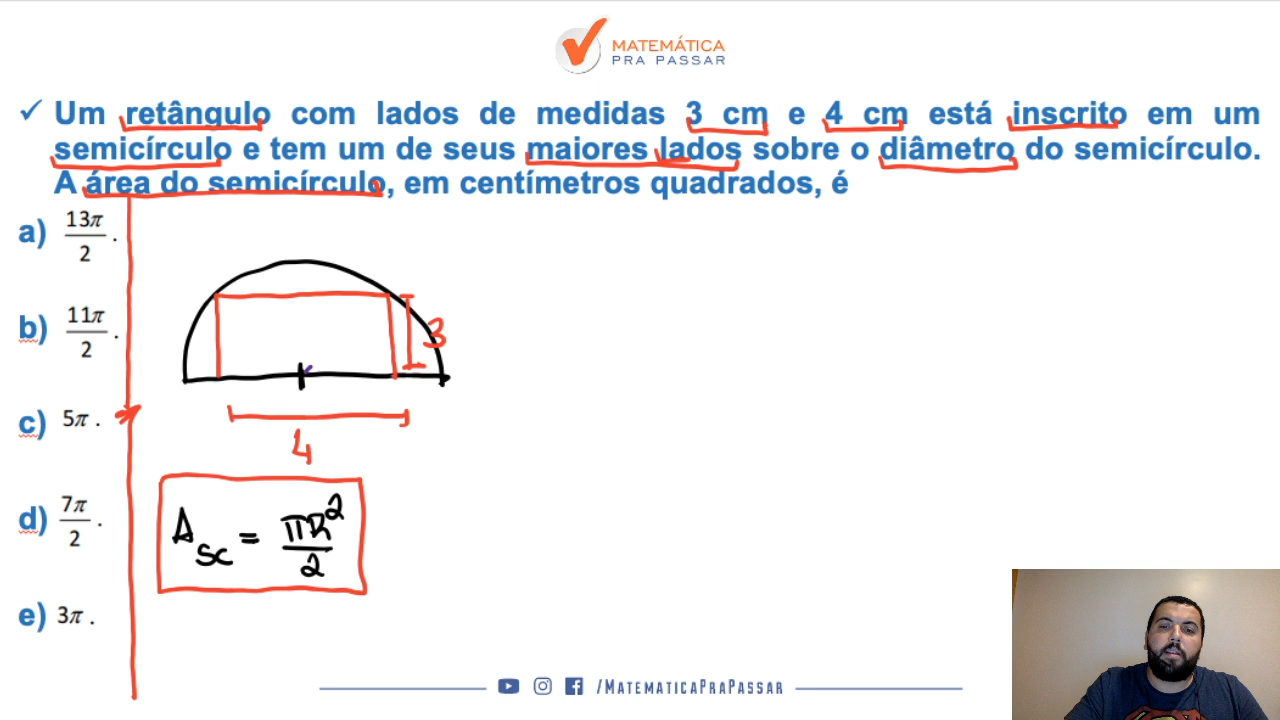 MATEMÁTICA
PRA PASSAR
✓ Um retângulo com lados de medidas 3 cm e 4 cm está inscrito em um
semicírculo e tem um de seus maiores lados sobre o diâmetro do semicírculo.
A área do semicírculo, em centímetros quadrados, é
a) 13π/2 .
b) 11π/2 .
c) 5π .
d) 7π/2 .
e) 3π .
3
4
A_SC = πR²/2
/MATEMATICAPRAPASSAR